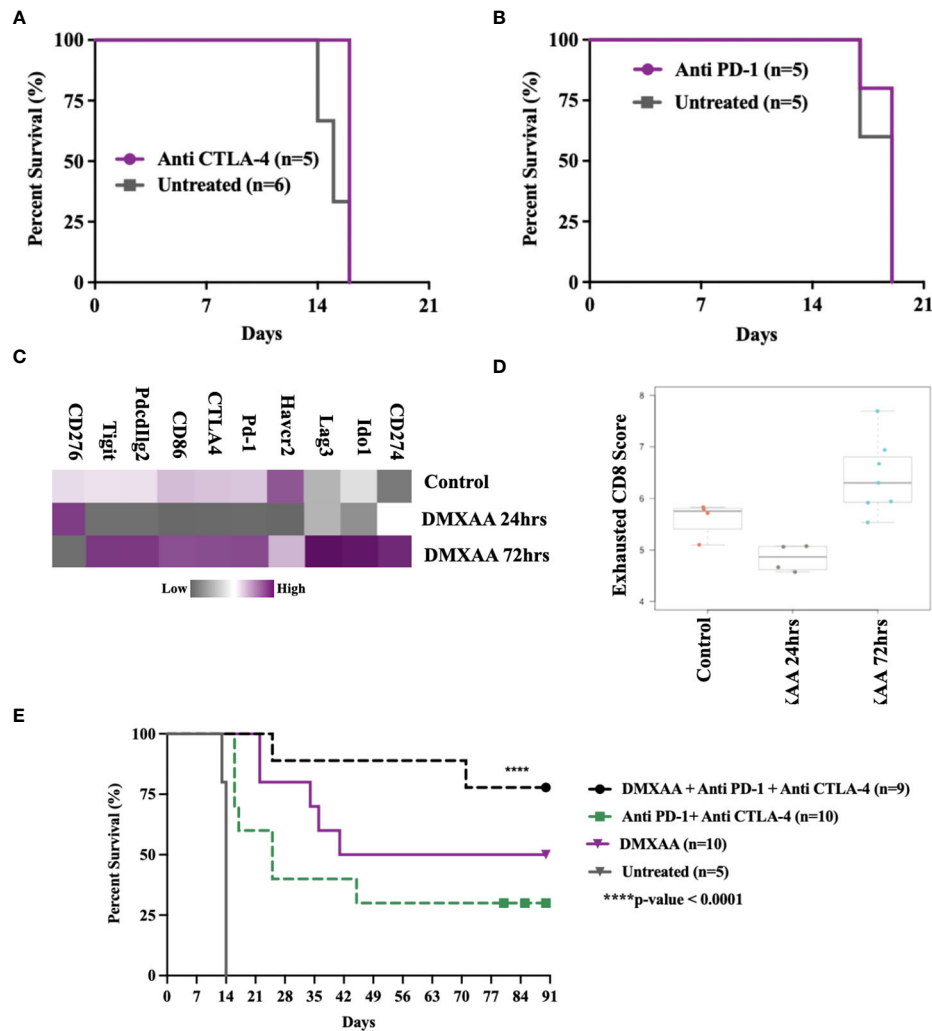 A
Percent Survival (%)
100
75
50
25
0
Anti CTLA-4 (n=5)
Untreated (n=6)
0 7 14 21
Days
B
Percent Survival (%)
100
75
50
25
0
Anti PD-1 (n=5)
Untreated (n=5)
0 7 14 21
Days
C
CD276 Tigit Pdcdllg2 CD86 CTLA4 Pd-1 Havcr2 Lag3 Ido1 CD274
Control
DMXAA 24hrs
DMXAA 72hrs
Low High
D
Exhausted CD8 Score
8
7
6
5
4
Control
AA 24hrs
AA 72hrs
E
Percent Survival (%)
100
75
50
25
0
****
0 7 14 21 28 35 42 49 56 63 70 77 84 91
Days
DMXAA + Anti PD-1 + Anti CTLA-4 (n=9)
Anti PD-1+ Anti CTLA-4 (n=10)
DMXAA (n=10)
Untreated (n=5)
****p-value < 0.0001